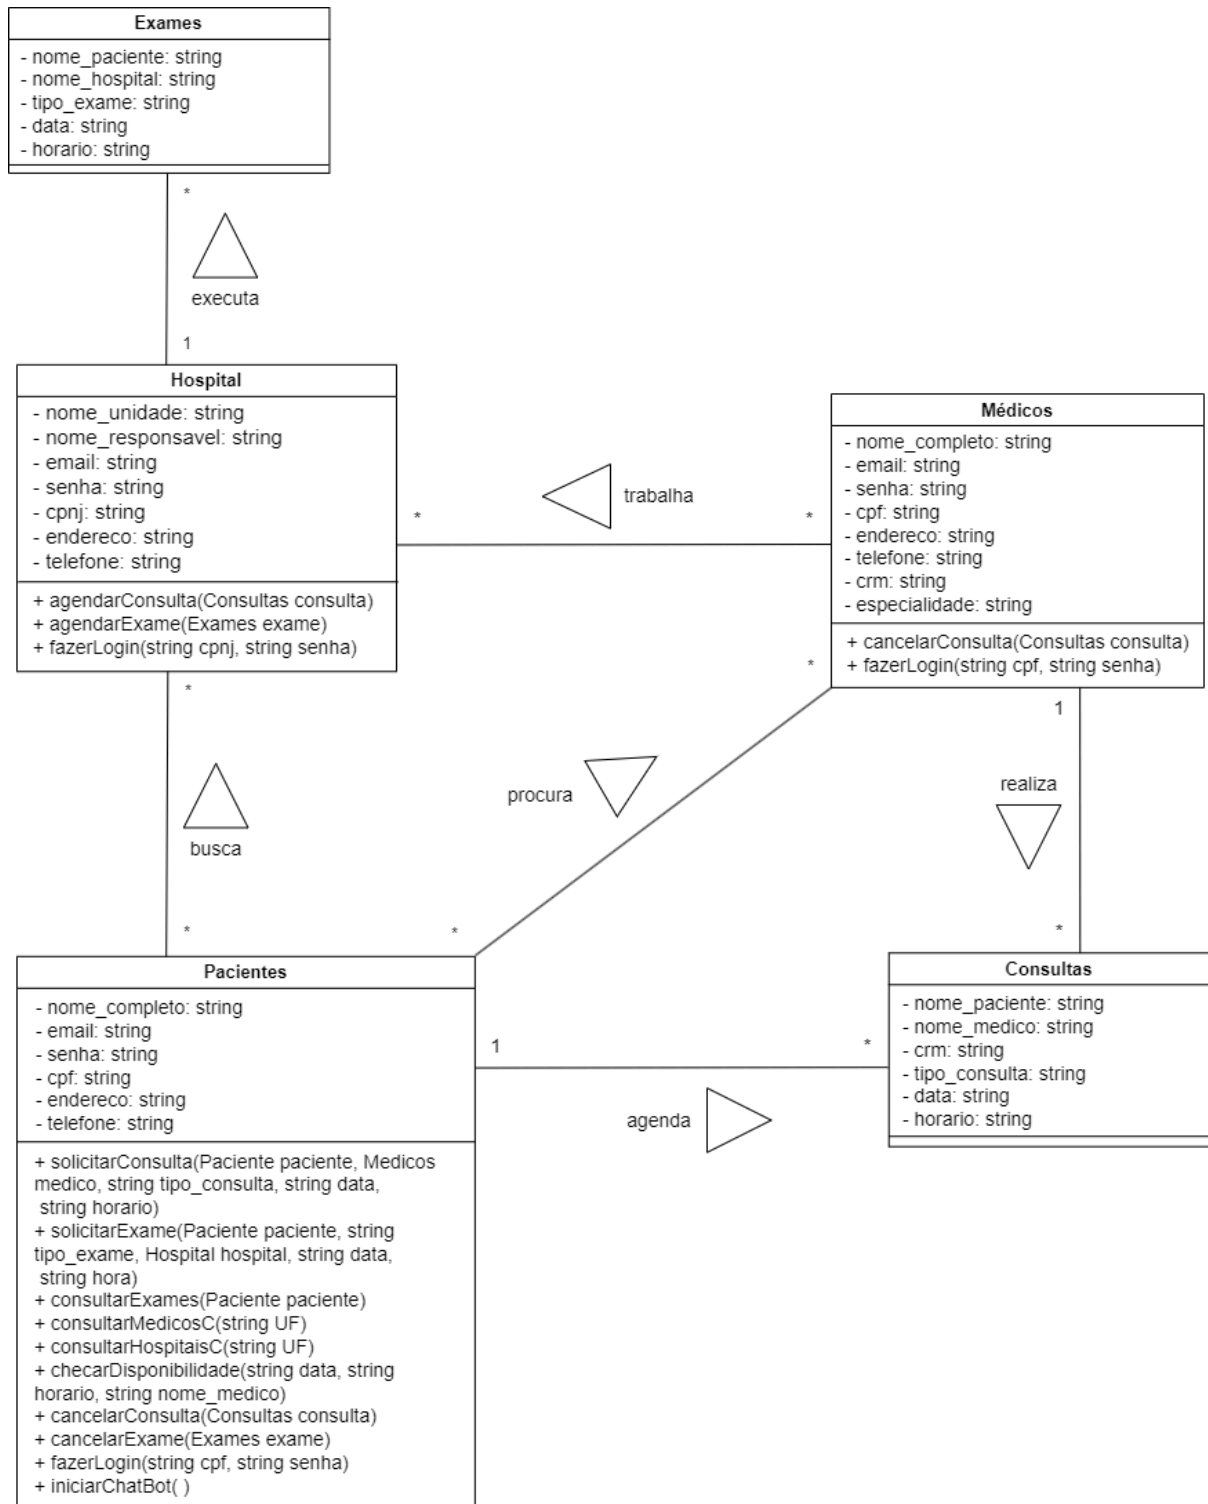 Exames
- nome_paciente: string
- nome_hospital: string
- tipo_exame: string
- data: string
- horario: string
*
executa
1
Hospital
- nome_unidade: string
- nome_responsavel: string
- email: string
- senha: string
- cpnj: string
- endereco: string
- telefone: string
+ agendarConsulta(Consultas consulta)
+ agendarExame(Exames exame)
+ fazerLogin(string cpnj, string senha)
trabalha
*
*
Médicos
- nome_completo: string
- email: string
- senha: string
- cpf: string
- endereco: string
- telefone: string
- crm: string
- especialidade: string
+ cancelarConsulta(Consultas consulta)
+ fazerLogin(string cpf, string senha)
*
busca
*
*
procura
*
1
realiza
*
Pacientes
- nome_completo: string
- email: string
- senha: string
- cpf: string
- endereco: string
- telefone: string
+ solicitarConsulta(Paciente paciente, Medicos
medico, string tipo_consulta, string data,
string horario)
+ solicitarExame(Paciente paciente, string
tipo_exame, Hospital hospital, string data,
string hora)
+ consultarExames(Paciente paciente)
+ consultarMedicosC(string UF)
+ consultarHospitaisC(string UF)
+ checarDisponibilidade(string data, string
horario, string nome_medico)
+ cancelarConsulta(Consultas consulta)
+ cancelarExame(Exames exame)
+ fazerLogin(string cpf, string senha)
+ iniciarChatBot( )
1
*
agenda
Consultas
- nome_paciente: string
- nome_medico: string
- crm: string
- tipo_consulta: string
- data: string
- horario: string